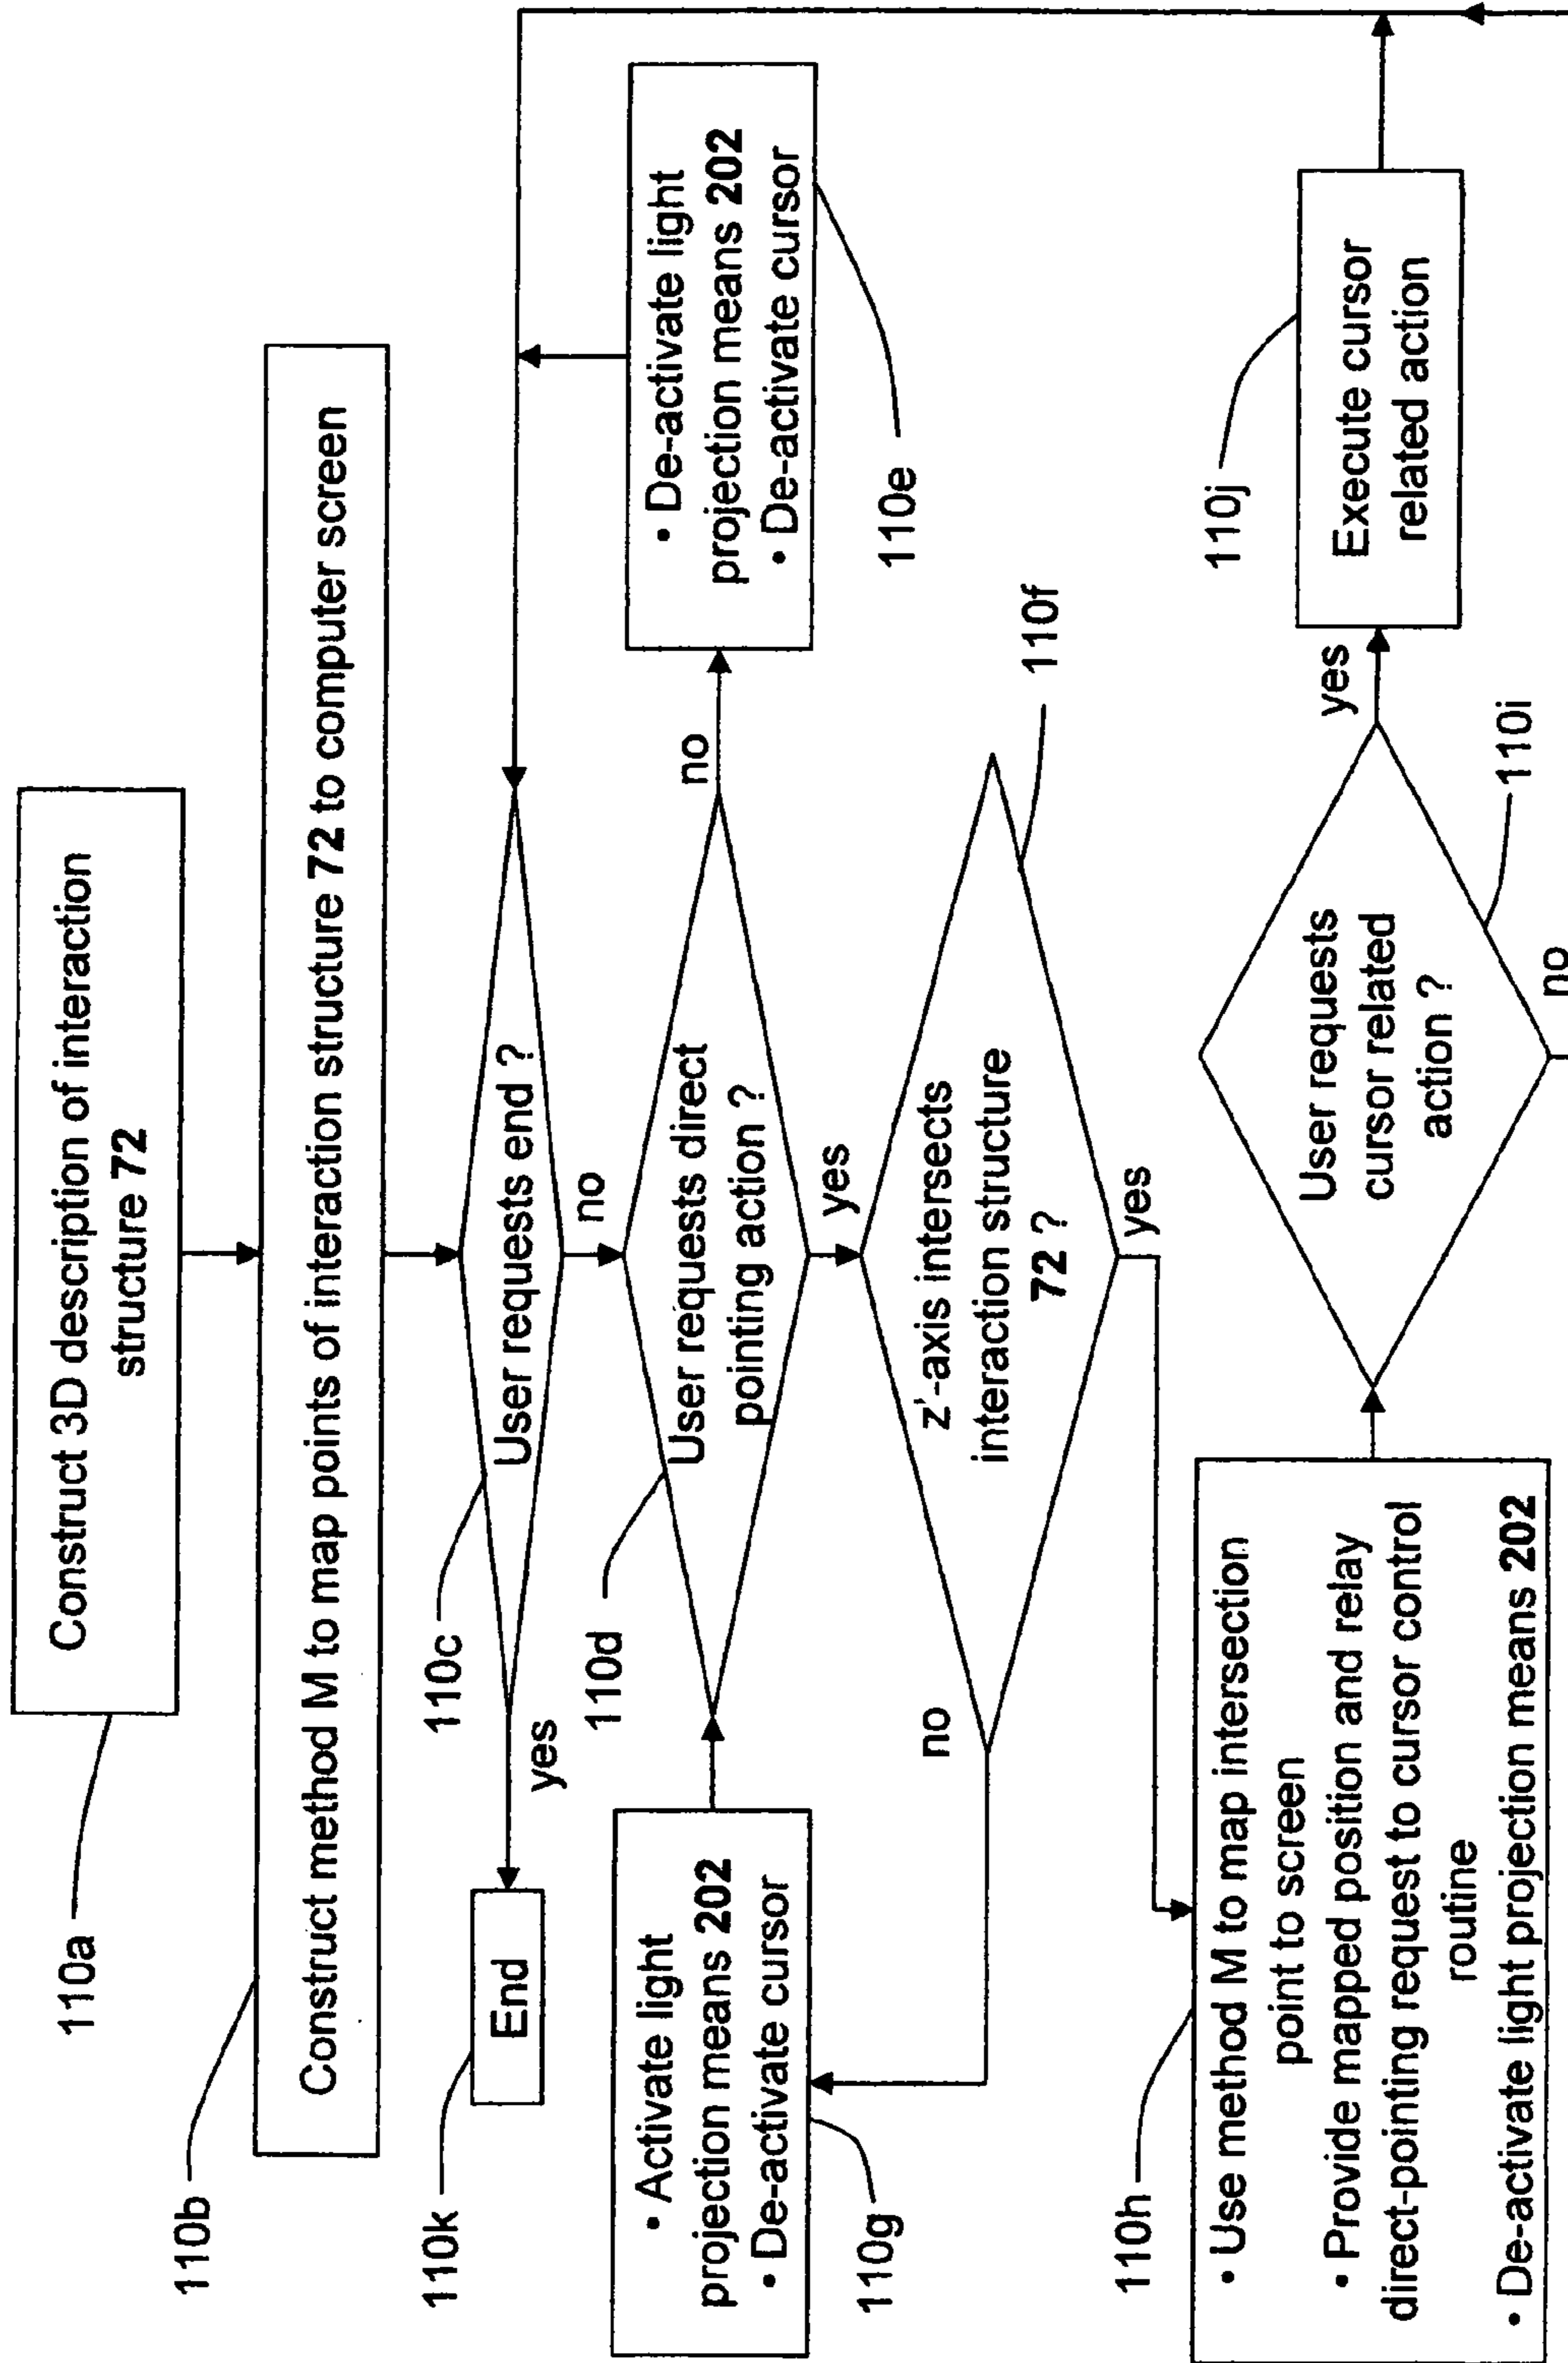 110a
Construct 3D description of interaction
structure 72
110b
Construct method M to map points of interaction structure 72 to computer screen
110c
User requests end ?
yes
no
110k
End
110d
User requests direct
pointing action ?
no
yes
• De-activate light
projection means 202
• De-activate cursor
110e
• Activate light
projection means 202
• De-activate cursor
110g
z'-axis intersects
interaction structure
72 ?
110f
no
yes
110h
• Use method M to map intersection
point to screen
• Provide mapped position and relay
direct-pointing request to cursor control
routine
• De-activate light projection means 202
User requests
cursor related
action ?
110i
yes
no
110j
Execute cursor
related action